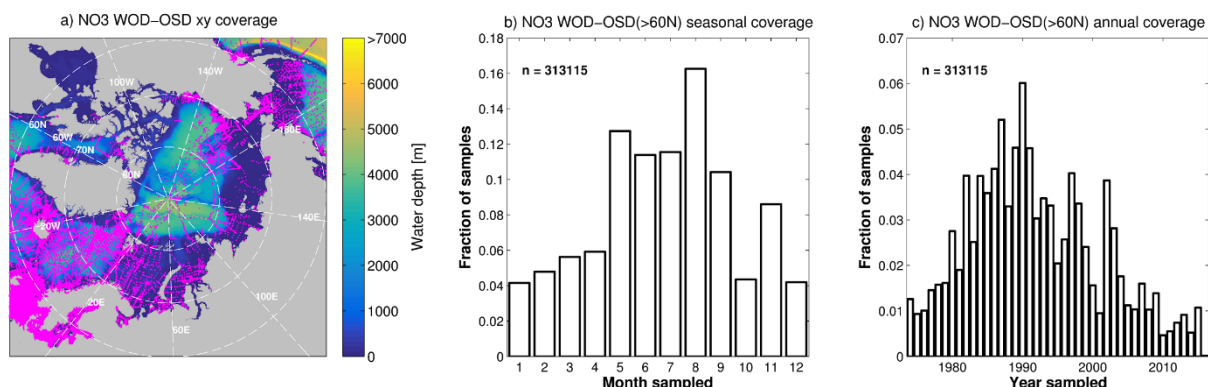 a) NO3 WOD−OSD xy coverage
140W
100W
180E
60N
60W
70N
80N
140E
20W
100E
20E
60E
>7000
6000
5000
4000
3000
2000
1000
0
Water depth [m]
b) NO3 WOD−OSD(>60N) seasonal coverage
n = 313115
0.18
0.16
0.14
0.12
0.1
0.08
0.06
0.04
0.02
0
Fraction of samples
1 2 3 4 5 6 7 8 9 10 11 12
Month sampled
c) NO3 WOD−OSD(>60N) annual coverage
n = 313115
0.07
0.06
0.05
0.04
0.03
0.02
0.01
0
Fraction of samples
1980 1990 2000 2010
Year sampled